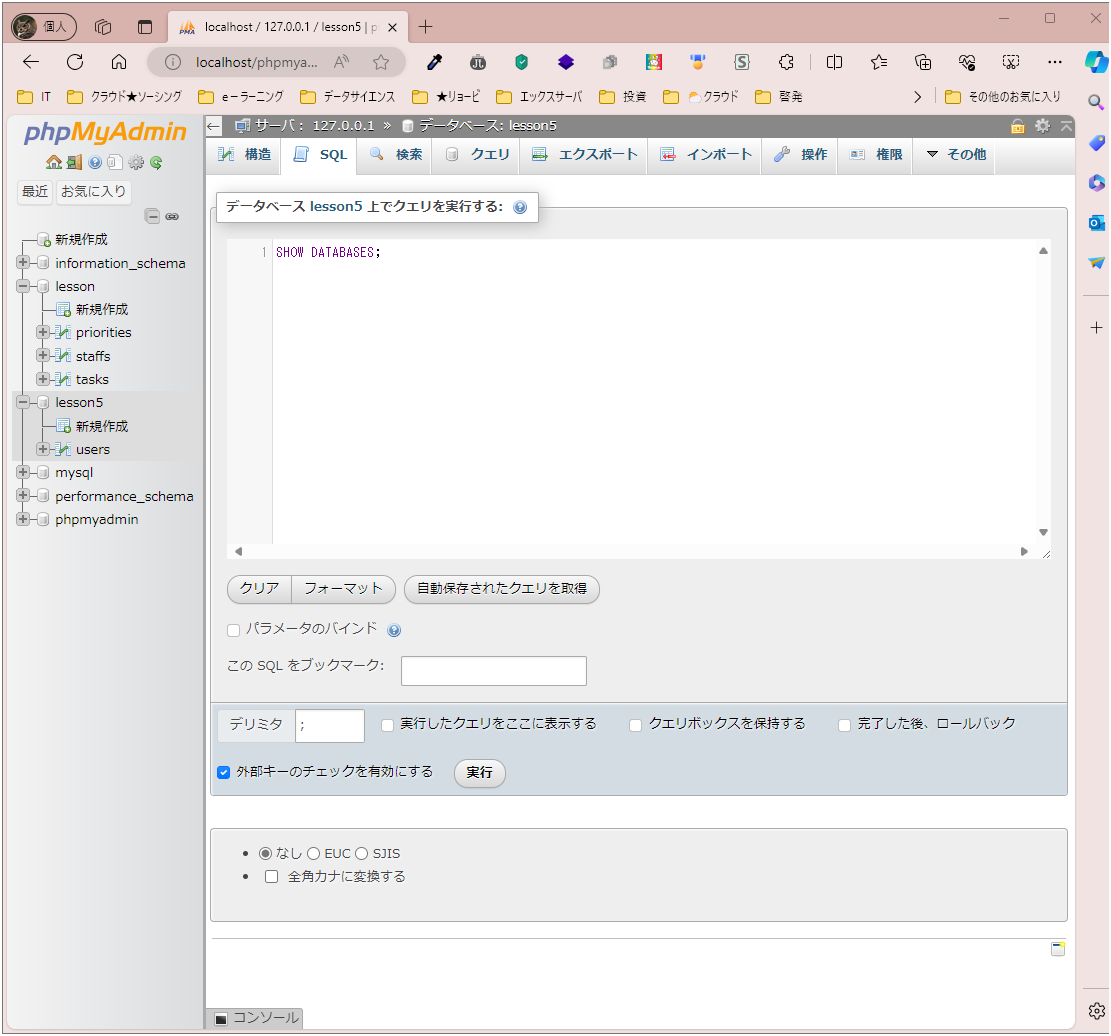 個人
localhost / 127.0.0.1 / lesson5 | p
localhost/phpmya...
IT
クラウド★ソーシング
e－ラーニング
データサイエンス
★リョービ
エックスサーバ
投資
クラウド
啓発
その他のお気に入り
phpMyAdmin
最近
お気に入り
新規作成
information_schema
lesson
新規作成
priorities
staffs
tasks
lesson5
新規作成
users
mysql
performance_schema
phpmyadmin
サーバ: 127.0.0.1 » データベース: lesson5
構造
SQL
検索
クエリ
エクスポート
インポート
操作
権限
その他
データベース lesson5 上でクエリを実行する:
1 SHOW DATABASES;
クリア
フォーマット
自動保存されたクエリを取得
パラメータのバインド
この SQL をブックマーク:
デリミタ ;
実行したクエリをここに表示する
クエリボックスを保持する
完了した後、ロールバック
外部キーのチェックを有効にする
実行
なし EUC SJIS
全角カナに変換する
コンソール